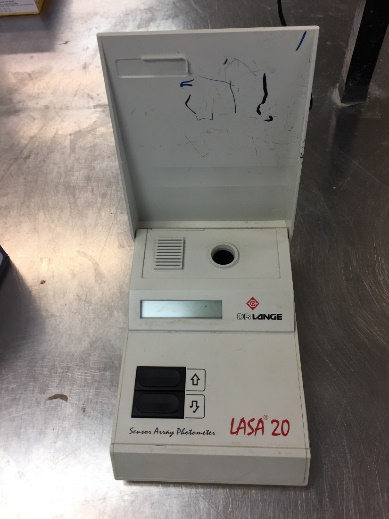 DR LANGE
Sensor Array Photometer
LASA® 20